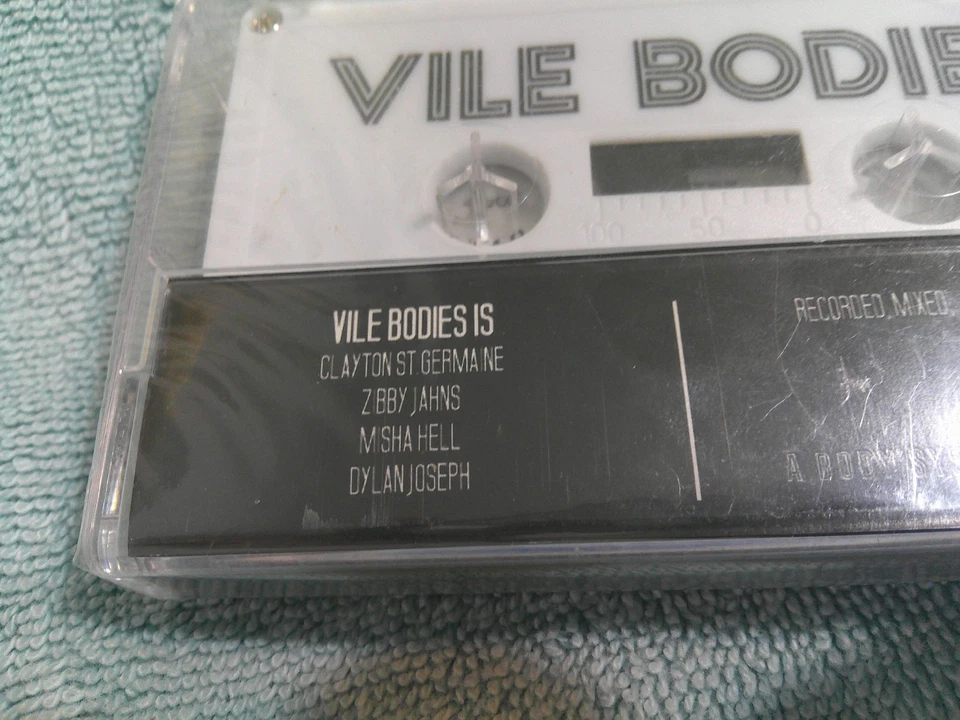 VILE BODIE
100 50 0
VILE BODIES IS
CLAYTON ST. GERMAINE
ZIBBY JAHNS
MISHA HELL
DYLAN JOSEPH
RECORDED, MIXED,
A BODY